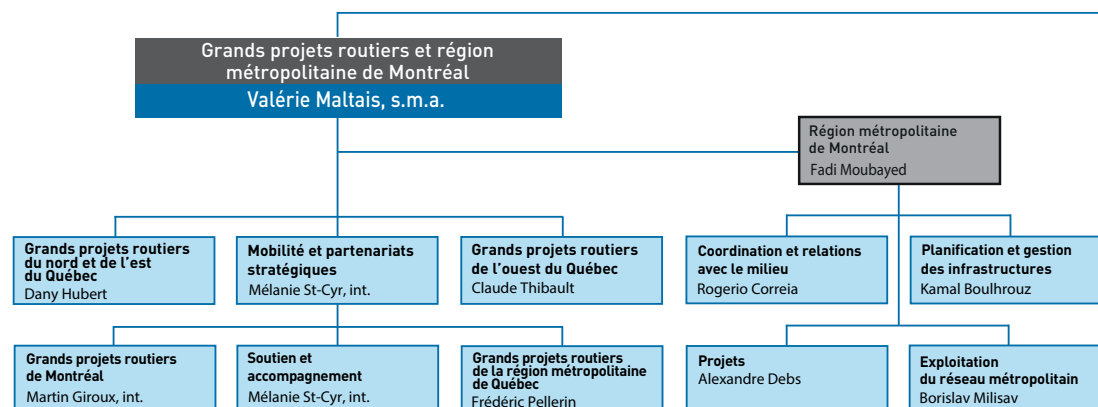 Grands projets routiers et région
métropolitaine de Montréal
Valérie Maltais, s.m.a.
Région métropolitaine
de Montréal
Fadi Moubayed
Grands projets routiers
du nord et de l'est
du Québec
Dany Hubert
Mobilité et partenariats
stratégiques
Mélanie St-Cyr, int.
Grands projets routiers
de l'ouest du Québec
Claude Thibault
Coordination et relations
avec le milieu
Rogerio Correia
Planification et gestion
des infrastructures
Kamal Boulhrouz
Grands projets routiers
de Montréal
Martin Giroux, int.
Soutien et
accompagnement
Mélanie St-Cyr, int.
Grands projets routiers
de la région métropolitaine
de Québec
Frédéric Pellerin
Projets
Alexandre Debs
Exploitation
du réseau métropolitain
Borislav Milisav